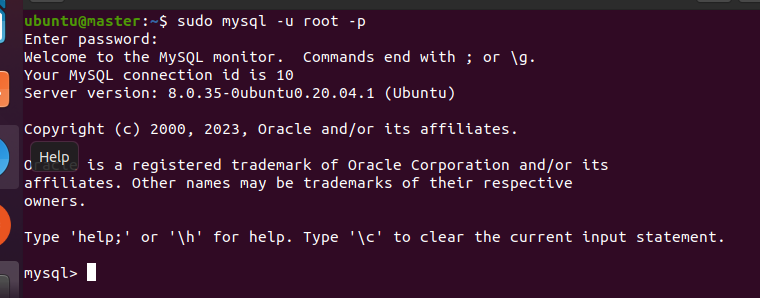 ubuntu@master:~$ sudo mysql -u root -p
Enter password:
Welcome to the MySQL monitor.  Commands end with ; or \g.
Your MySQL connection id is 10
Server version: 8.0.35-0ubuntu0.20.04.1 (Ubuntu)
Copyright (c) 2000, 2023, Oracle and/or its affiliates.
Help
is a registered trademark of Oracle Corporation and/or its
affiliates. Other names may be trademarks of their respective
owners.
Type 'help;' or '\h' for help. Type '\c' to clear the current input statement.
mysql>